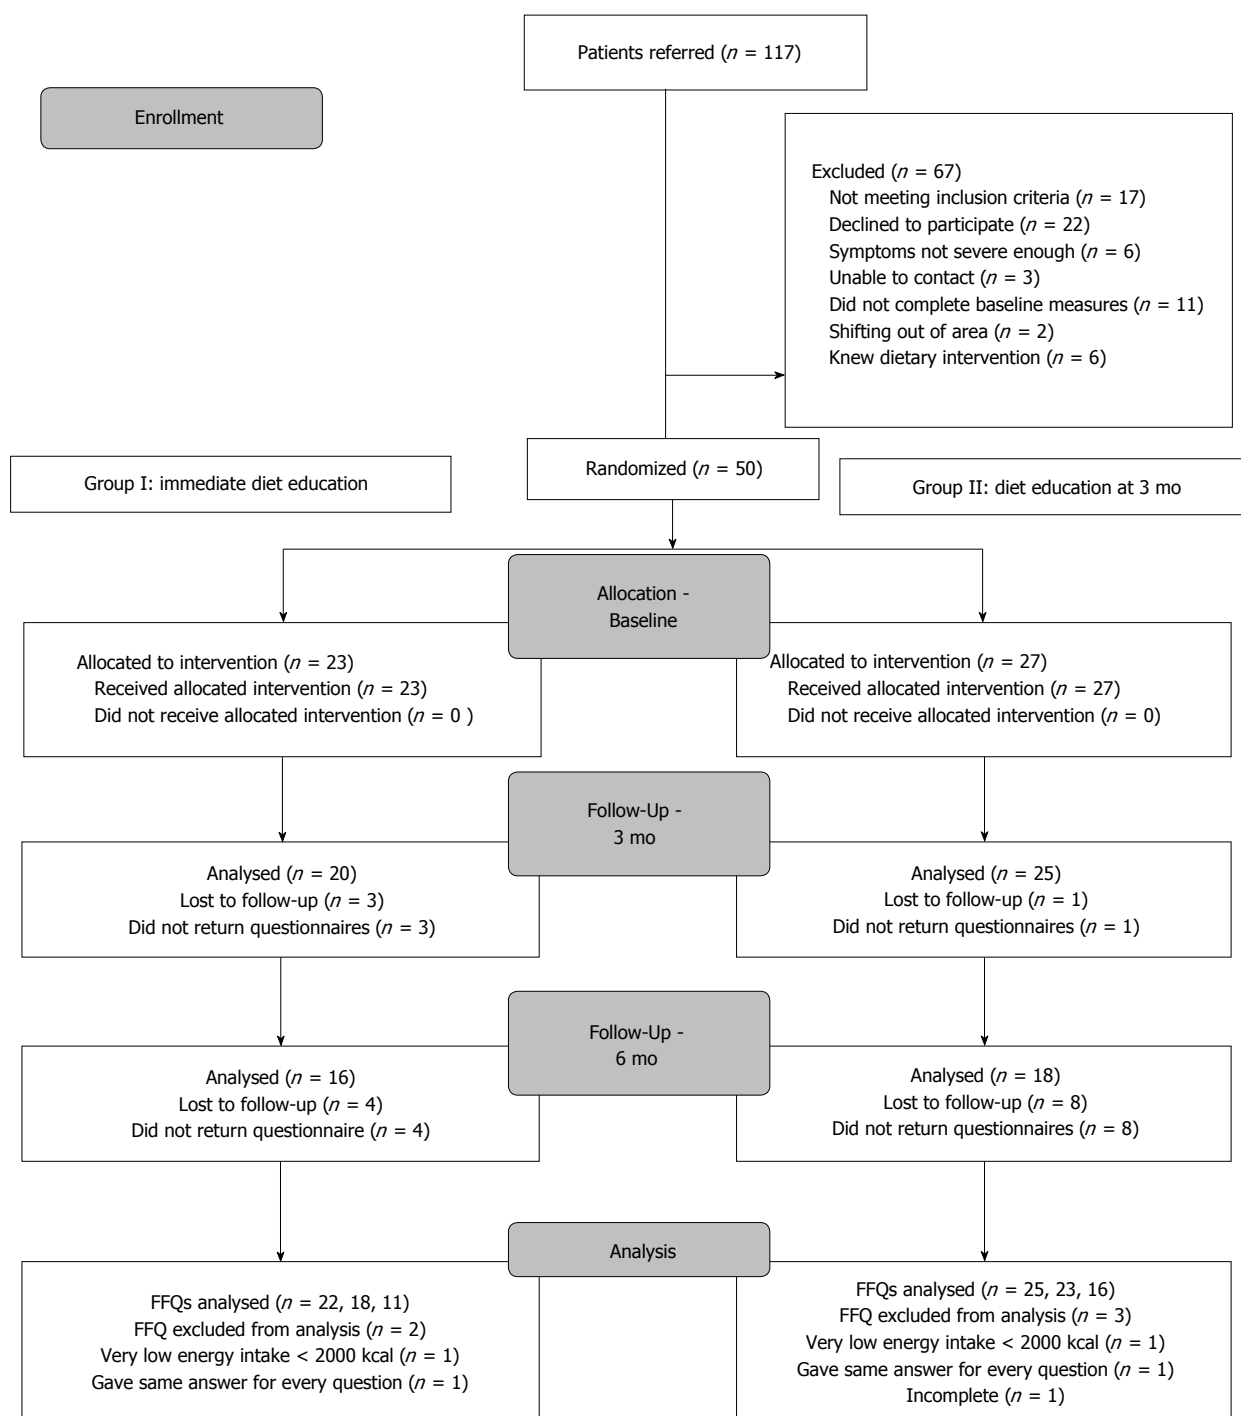 Patients referred (n = 117)
Enrollment
Excluded (n = 67)
Not meeting inclusion criteria (n = 17)
Declined to participate (n = 22)
Symptoms not severe enough (n = 6)
Unable to contact (n = 3)
Did not complete baseline measures (n = 11)
Shifting out of area (n = 2)
Knew dietary intervention (n = 6)
Randomized (n = 50)
Group I: immediate diet education
Group II: diet education at 3 mo
Allocation -
Baseline
Allocated to intervention (n = 23)
Received allocated intervention (n = 23)
Did not receive allocated intervention (n = 0 )
Allocated to intervention (n = 27)
Received allocated intervention (n = 27)
Did not receive allocated intervention (n = 0)
Follow-Up -
3 mo
Analysed (n = 20)
Lost to follow-up (n = 3)
Did not return questionnaires (n = 3)
Analysed (n = 25)
Lost to follow-up (n = 1)
Did not return questionnaires (n = 1)
Follow-Up -
6 mo
Analysed (n = 16)
Lost to follow-up (n = 4)
Did not return questionnaire (n = 4)
Analysed (n = 18)
Lost to follow-up (n = 8)
Did not return questionnaires (n = 8)
Analysis
FFQs analysed (n = 22, 18, 11)
FFQ excluded from analysis (n = 2)
Very low energy intake < 2000 kcal (n = 1)
Gave same answer for every question (n = 1)
FFQs analysed (n = 25, 23, 16)
FFQ excluded from analysis (n = 3)
Very low energy intake < 2000 kcal (n = 1)
Gave same answer for every question (n = 1)
Incomplete (n = 1)